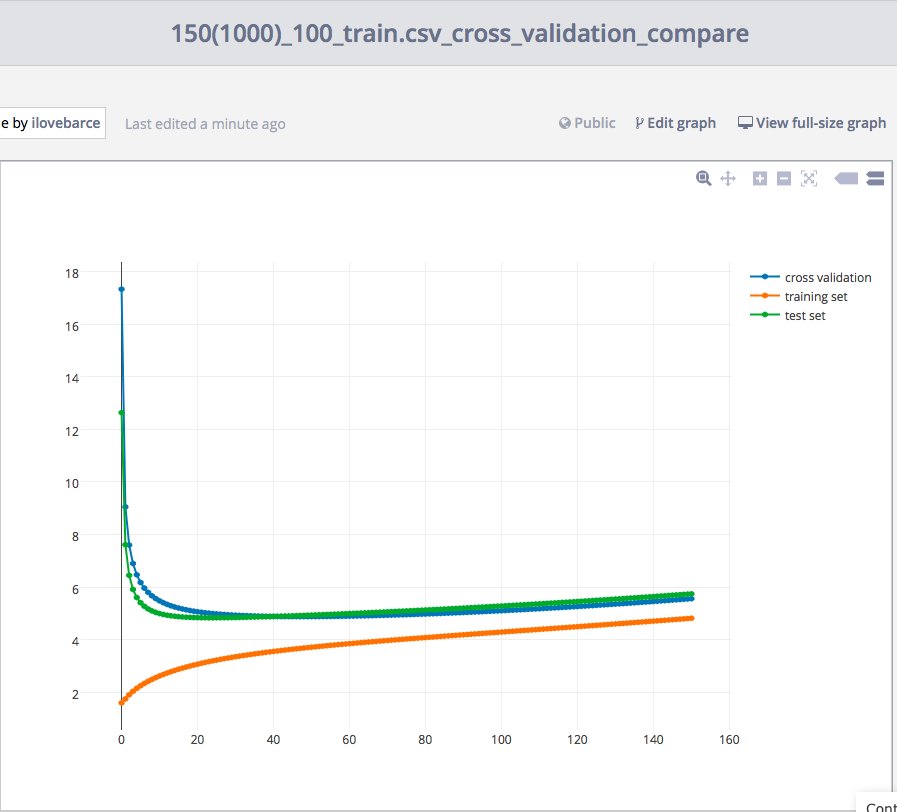 150(1000)_100_train.csv_cross_validation_compare
e by ilovebarce
Last edited a minute ago
Public
Edit graph
View full-size graph
cross validation
training set
test set
18
16
14
12
10
8
6
4
2
0 20 40 60 80 100 120 140 160
Cont